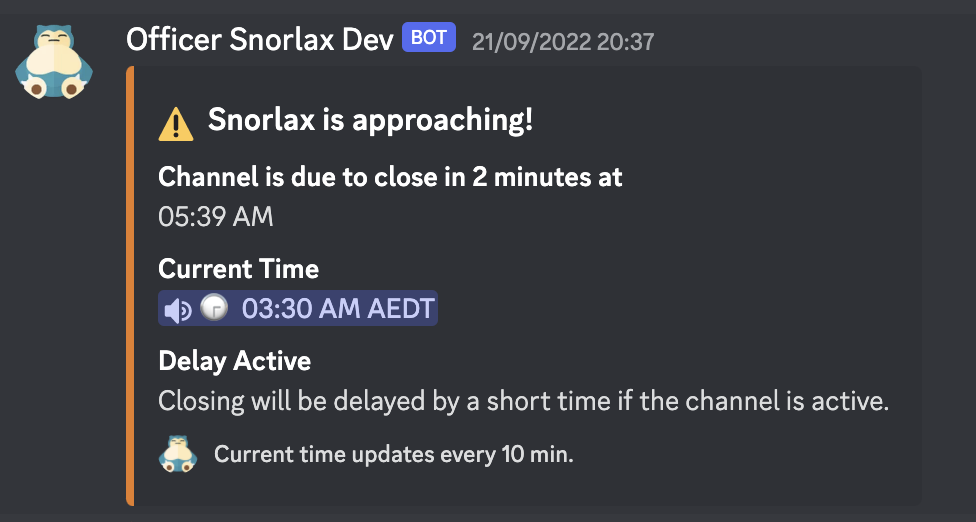 Officer Snorlax Dev BOT 21/09/2022 20:37
Snorlax is approaching!
Channel is due to close in 2 minutes at
05:39 AM
Current Time
03:30 AM AEDT
Delay Active
Closing will be delayed by a short time if the channel is active.
Current time updates every 10 min.